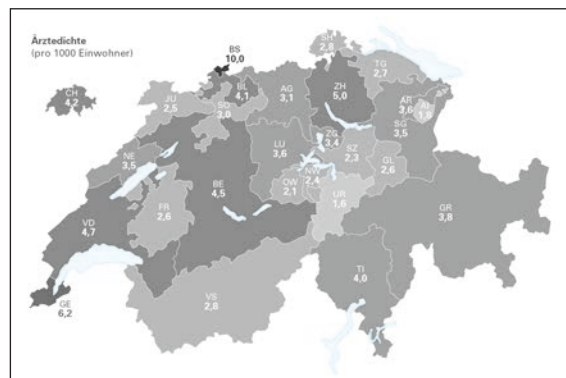 Ärztedichte
(pro 1000 Einwohner)
CH
4,2
BS
10,0
SH
2,8
TG
2,7
JU
2,5
SO
3,0
BL
4,1
AG
3,1
ZH
5,0
AR
3,6
AI
1,8
SG
3,5
NE
3,5
LU
3,6
ZG
3,4
SZ
2,3
GL
2,6
BE
4,5
OW
2,1
NW
2,4
UR
1,6
FR
2,6
VD
4,7
GR
3,8
GE
6,2
VS
2,8
TI
4,0